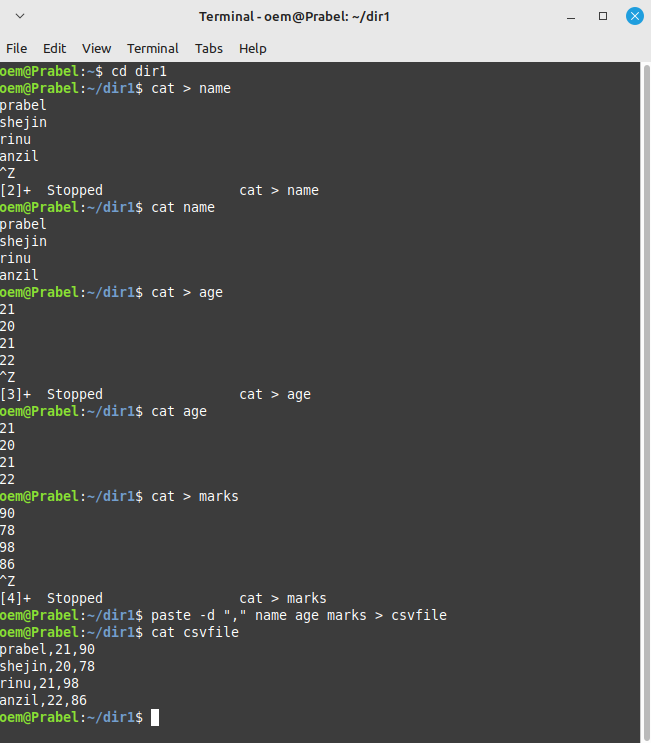 Terminal - oem@Prabel: ~/dir1
File Edit View Terminal Tabs Help
oem@Prabel:~$ cd dir1
oem@Prabel:~/dir1$ cat > name
prabel
shejin
rinu
anzil
^Z
[2]+  Stopped                 cat > name
oem@Prabel:~/dir1$ cat name
prabel
shejin
rinu
anzil
oem@Prabel:~/dir1$ cat > age
21
20
21
22
^Z
[3]+  Stopped                 cat > age
oem@Prabel:~/dir1$ cat age
21
20
21
22
oem@Prabel:~/dir1$ cat > marks
90
78
98
86
^Z
[4]+  Stopped                 cat > marks
oem@Prabel:~/dir1$ paste -d "," name age marks > csvfile
oem@Prabel:~/dir1$ cat csvfile
prabel,21,90
shejin,20,78
rinu,21,98
anzil,22,86
oem@Prabel:~/dir1$